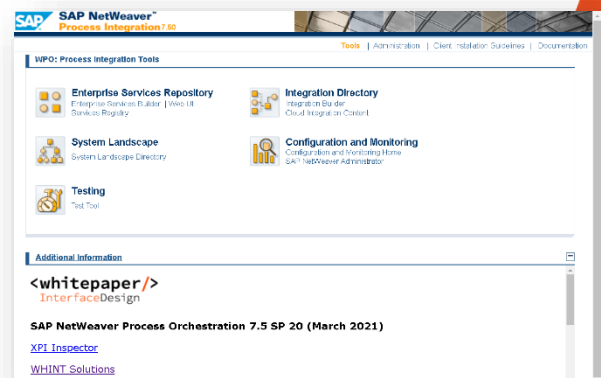 SAP
SAP NetWeaver™
Process Integration 7.50
Tools | Administration | Client Installation Guidelines | Documentation
WPO: Process Integration Tools
Enterprise Services Repository
Enterprise Services Builder | Web UI
Services Registry
Integration Directory
Integration Builder
Cloud Integration Content
System Landscape
System Landscape Directory
Configuration and Monitoring
Configuration and Monitoring Home
SAP NetWeaver Administrator
Testing
Test Tool
Additional Information
<whitepaper/>
InterfaceDesign
SAP NetWeaver Process Orchestration 7.5 SP 20 (March 2021)
XPI Inspector
WHINT Solutions